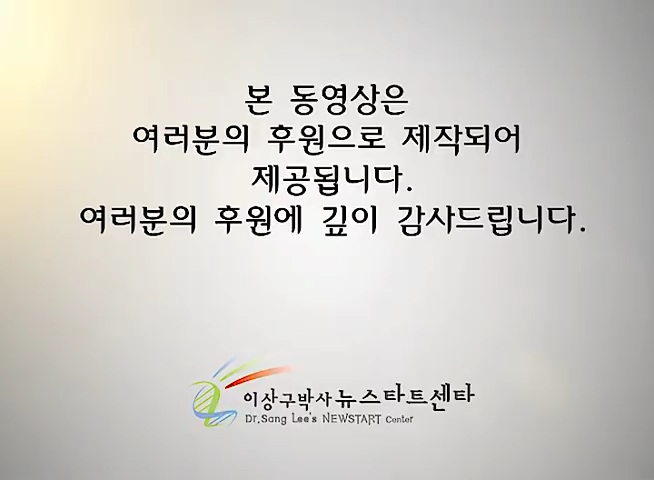 본 동영상은
여러분의 후원으로 제작되어
제공됩니다.
여러분의 후원에 깊이 감사드립니다.
이상구박사 뉴스타트센타
Dr.Sang Lee's NEWSTART Center